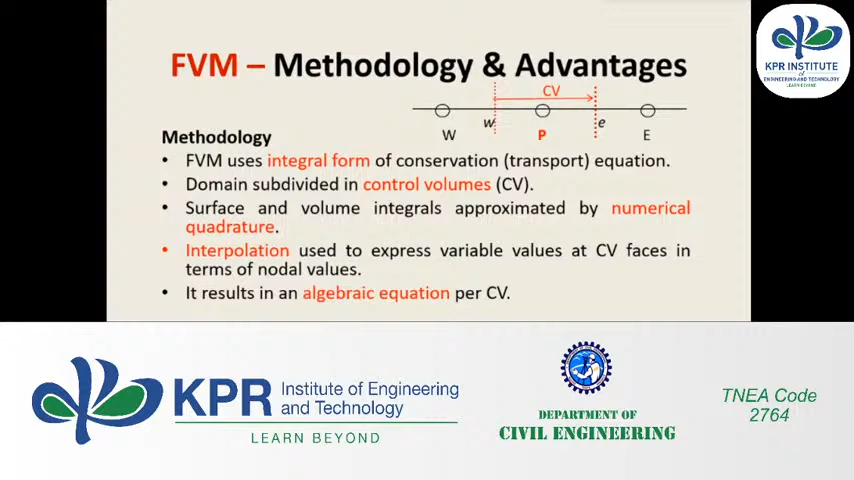 KPR INSTITUTE
of
ENGINEERING AND TECHNOLOGY
LEARN BEYOND
FVM – Methodology & Advantages
CV
w
e
W
P
E
Methodology
• FVM uses integral form of conservation (transport) equation.
• Domain subdivided in control volumes (CV).
• Surface and volume integrals approximated by numerical
quadrature.
• Interpolation used to express variable values at CV faces in
terms of nodal values.
• It results in an algebraic equation per CV.
KPR Institute of Engineering
and Technology
LEARN BEYOND
DEPARTMENT OF
CIVIL ENGINEERING
TNEA Code
2764